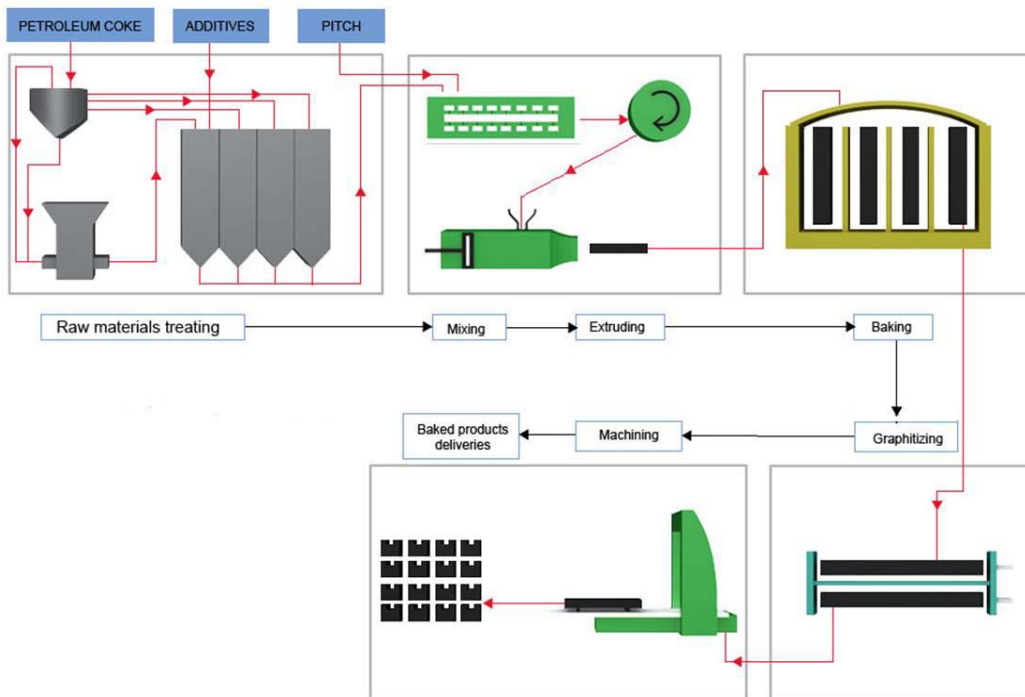 PETROLEUM COKE
ADDITIVES
PITCH
Raw materials treating
Mixing
Extruding
Baking
Baked products
deliveries
Machining
Graphitizing